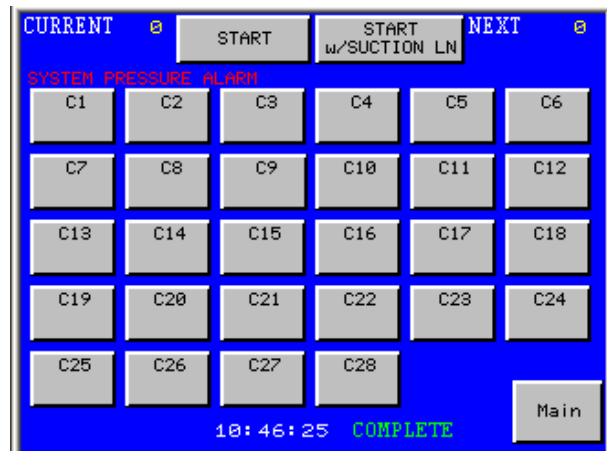 CURRENT 0 START START w/SUCTION LN NEXT 0
SYSTEM PRESSURE ALARM
C1 C2 C3 C4 C5 C6
C7 C8 C9 C10 C11 C12
C13 C14 C15 C16 C17 C18
C19 C20 C21 C22 C23 C24
C25 C26 C27 C28
Main
10:46:25 COMPLETE